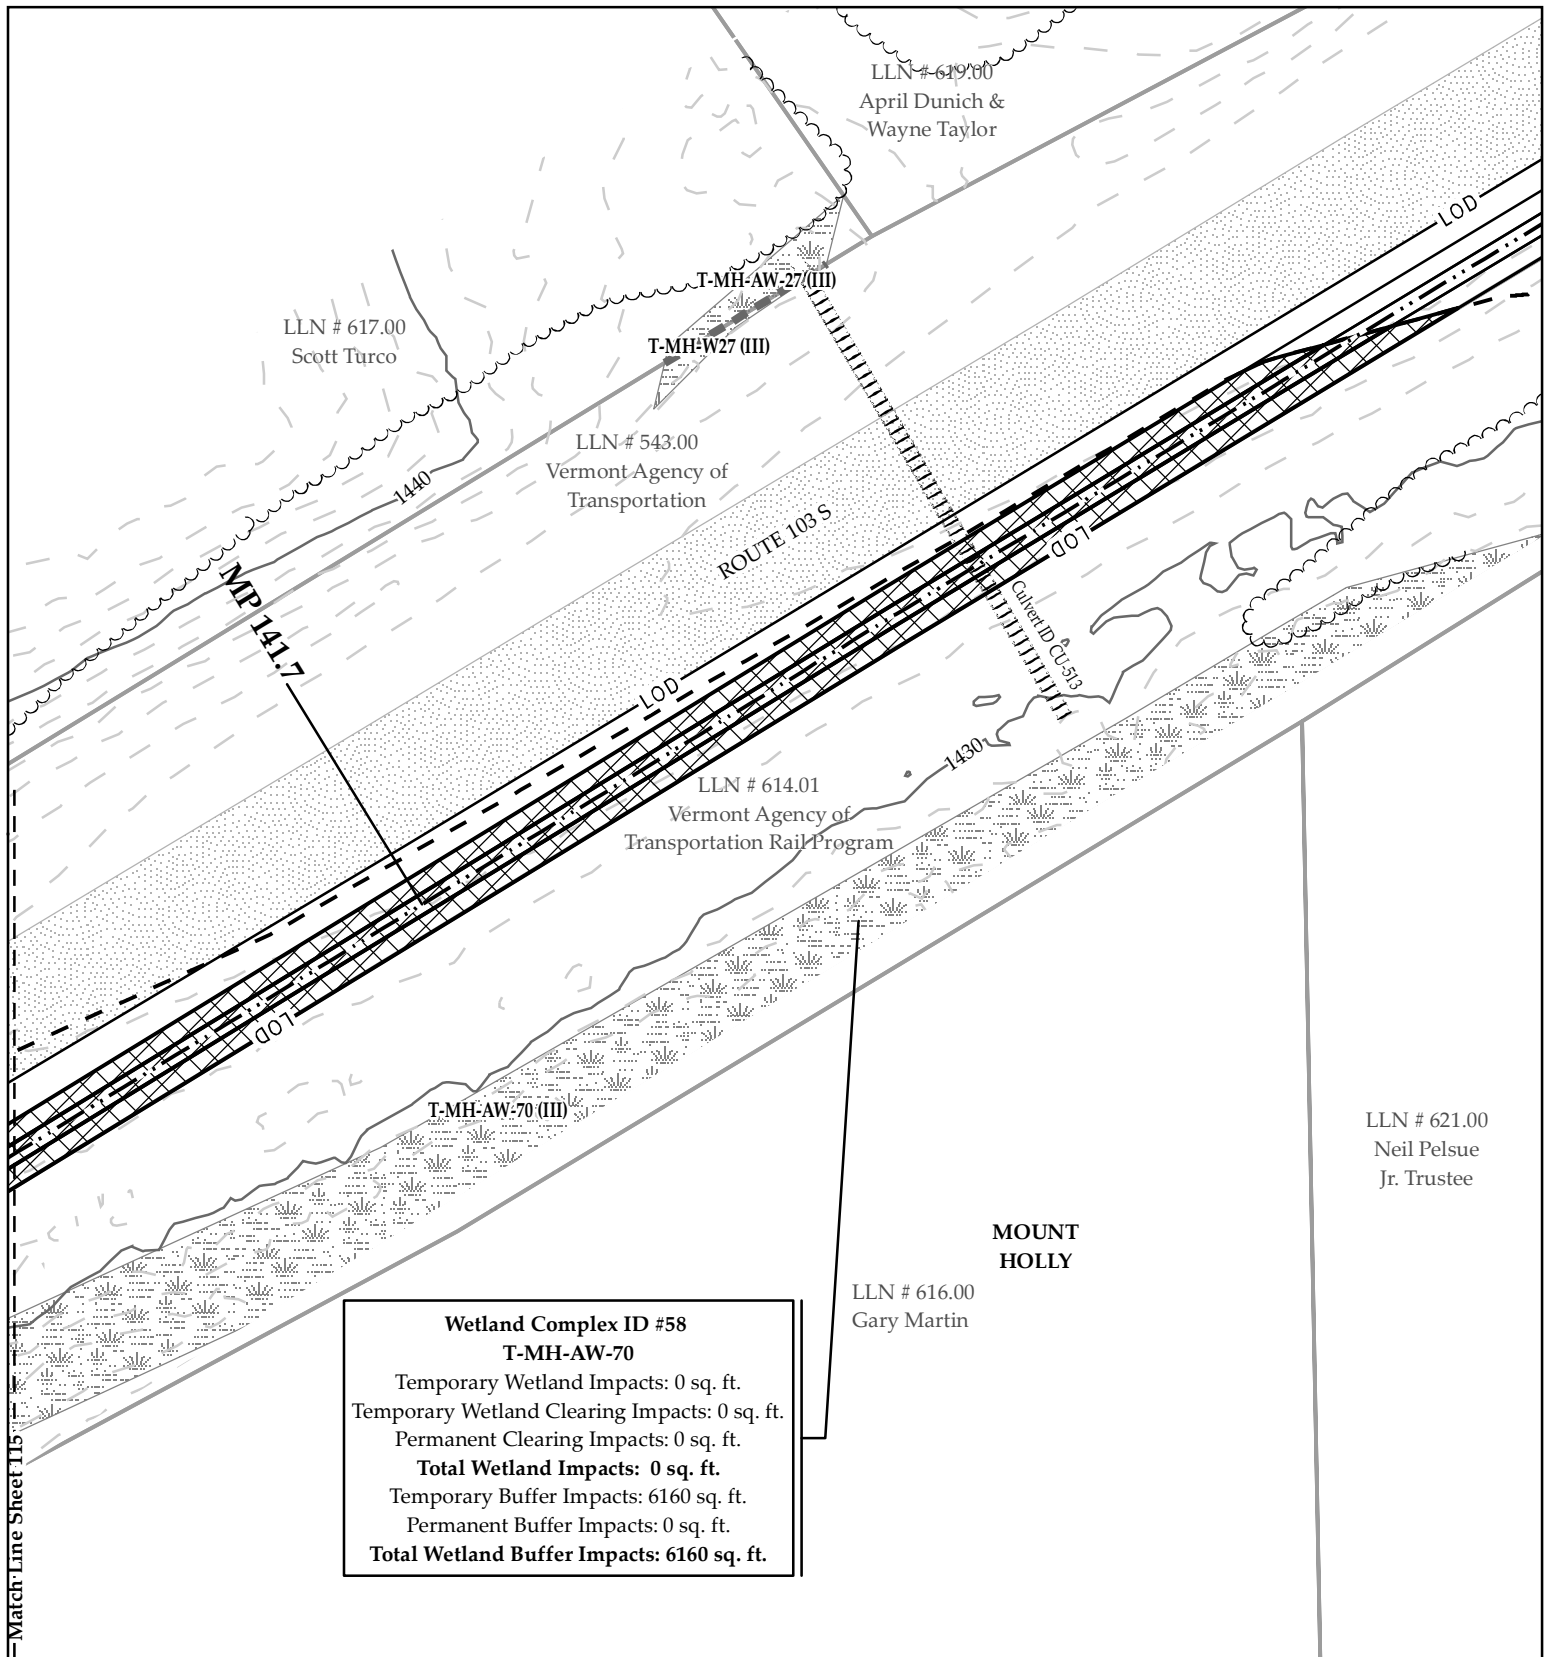 LLN # 619.00
April Dunich &
Wayne Taylor
LOD
T-MH-AW-27 (III)
LLN # 617.00
Scott Turco
T-MH-W27 (III)
LLN # 543.00
Vermont Agency of
Transportation
1440
ROUTE 103 S
LOD
MP 141.7
Culvert ID CU-513
LOD
1430
LLN # 614.01
Vermont Agency of
Transportation Rail Program
LOD
T-MH-AW-70 (III)
LLN # 621.00
Neil Pelsue
Jr. Trustee
MOUNT
HOLLY
LLN # 616.00
Gary Martin
Wetland Complex ID #58
T-MH-AW-70
Temporary Wetland Impacts: 0 sq. ft.
Temporary Wetland Clearing Impacts: 0 sq. ft.
Permanent Clearing Impacts: 0 sq. ft.
Total Wetland Impacts: 0 sq. ft.
Temporary Buffer Impacts: 6160 sq. ft.
Permanent Buffer Impacts: 0 sq. ft.
Total Wetland Buffer Impacts: 6160 sq. ft.
Match Line Sheet 115